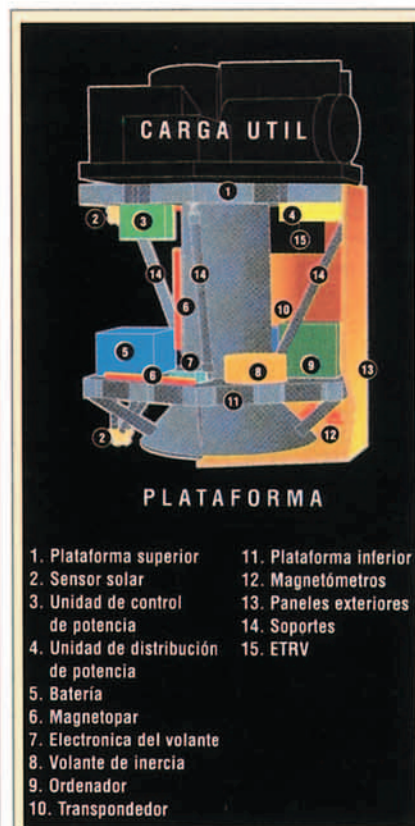 CARGA UTIL
1
2
3
4
15
14
14
14
6
10
5
7
6
8
9
13
11
2
12
PLATAFORMA
1. Plataforma superior
2. Sensor solar
3. Unidad de control
de potencia
4. Unidad de distribución
de potencia
5. Batería
6. Magnetopar
7. Electronica del volante
8. Volante de inercia
9. Ordenador
10. Transpondedor
11. Plataforma inferior
12. Magnetómetros
13. Paneles exteriores
14. Soportes
15. ETRV